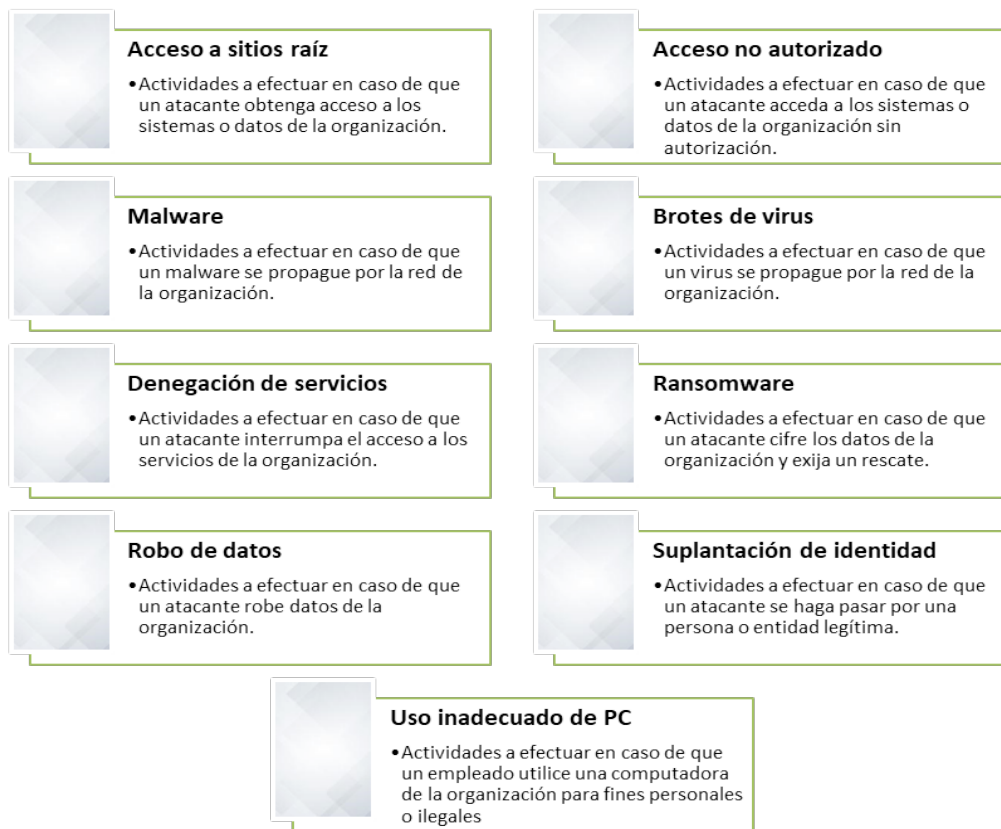 Acceso a sitios raíz
•Actividades a efectuar en caso de que
un atacante obtenga acceso a los
sistemas o datos de la organización.
Acceso no autorizado
•Actividades a efectuar en caso de que
un atacante acceda a los sistemas o
datos de la organización sin
autorización.
Malware
•Actividades a efectuar en caso de que
un malware se propague por la red de
la organización.
Brotes de virus
•Actividades a efectuar en caso de que
un virus se propague por la red de la
organización.
Denegación de servicios
•Actividades a efectuar en caso de que
un atacante interrumpa el acceso a los
servicios de la organización.
Ransomware
•Actividades a efectuar en caso de que
un atacante cifre los datos de la
organización y exija un rescate.
Robo de datos
•Actividades a efectuar en caso de que
un atacante robe datos de la
organización.
Suplantación de identidad
•Actividades a efectuar en caso de que
un atacante se haga pasar por una
persona o entidad legítima.
Uso inadecuado de PC
•Actividades a efectuar en caso de que
un empleado utilice una computadora
de la organización para fines personales
o ilegales